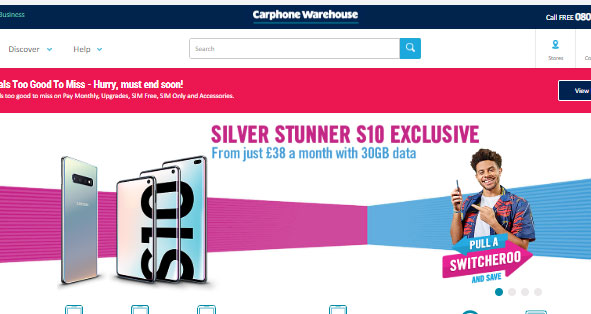 Business
Carphone Warehouse
Call FREE 080
Discover
Help
Search
Stores
als Too Good To Miss - Hurry, must end soon!
ls too good to miss on Pay Monthly, Upgrades, SIM Free, SIM Only and Accessories.
View
SILVER STUNNER S10 EXCLUSIVE
From just £38 a month with 30GB data
SAMSUNG
S10
PULL A
SWITCHEROO
AND SAVE